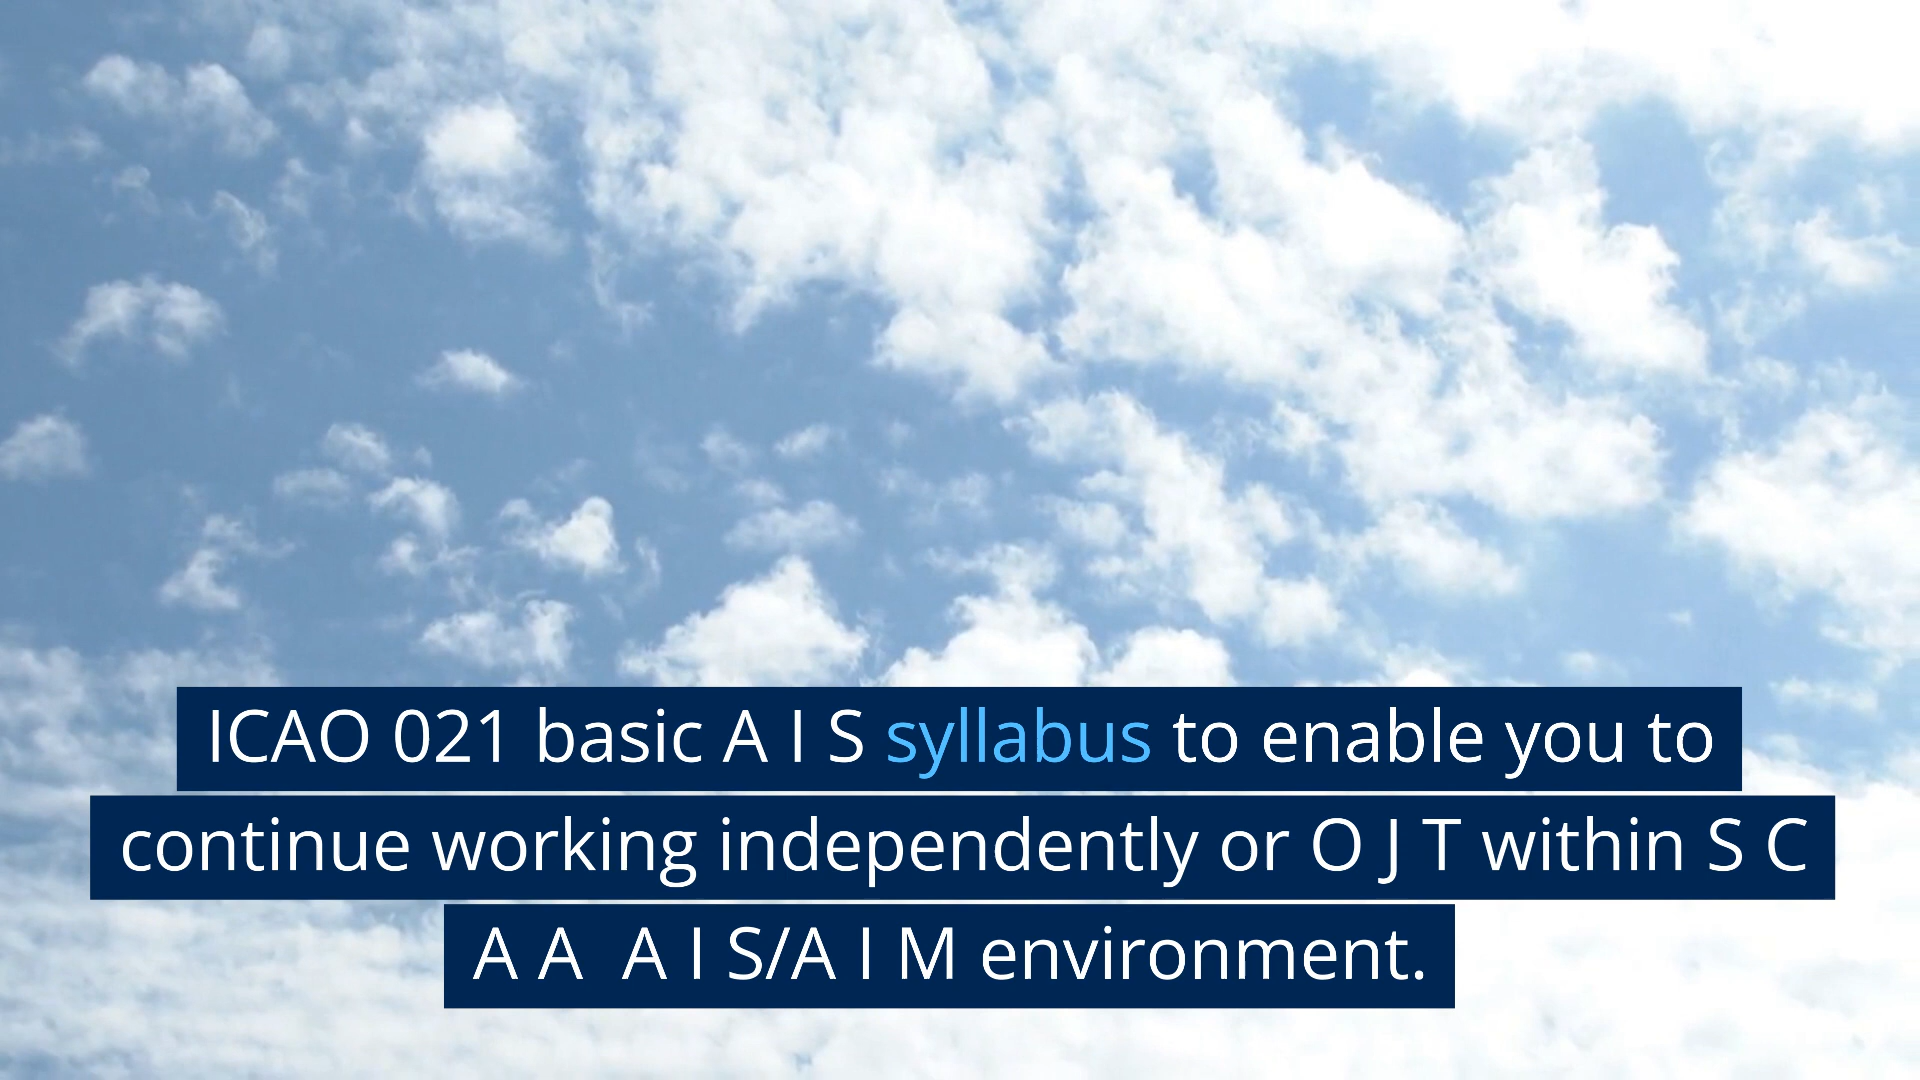 ICAO 021 basic A I S syllabus to enable you to
continue working independently or O J T within S C
A A  A I S/A I M environment.